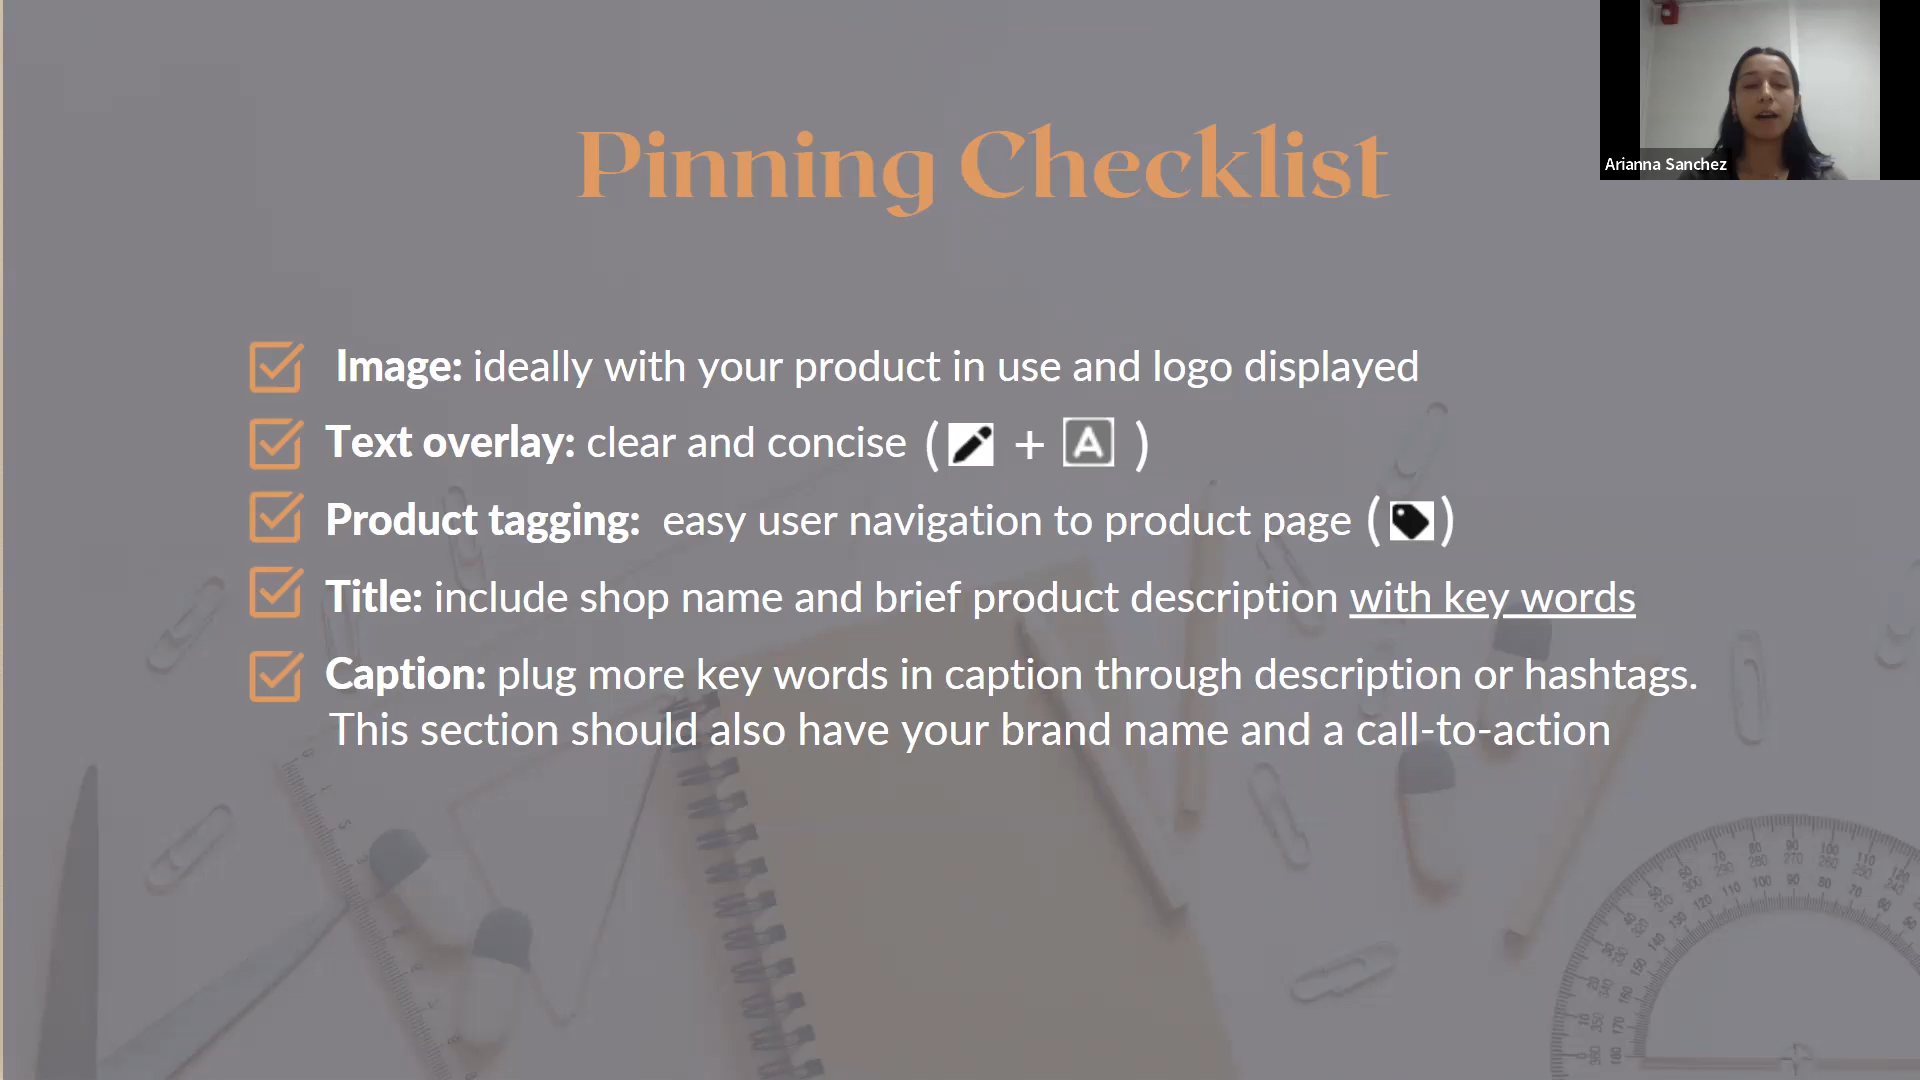 Pinning Checklist
Arianna Sanchez
Image: ideally with your product in use and logo displayed
Text overlay: clear and concise ( + A )
Product tagging: easy user navigation to product page ( )
Title: include shop name and brief product description with key words
Caption: plug more key words in caption through description or hashtags.
This section should also have your brand name and a call-to-action